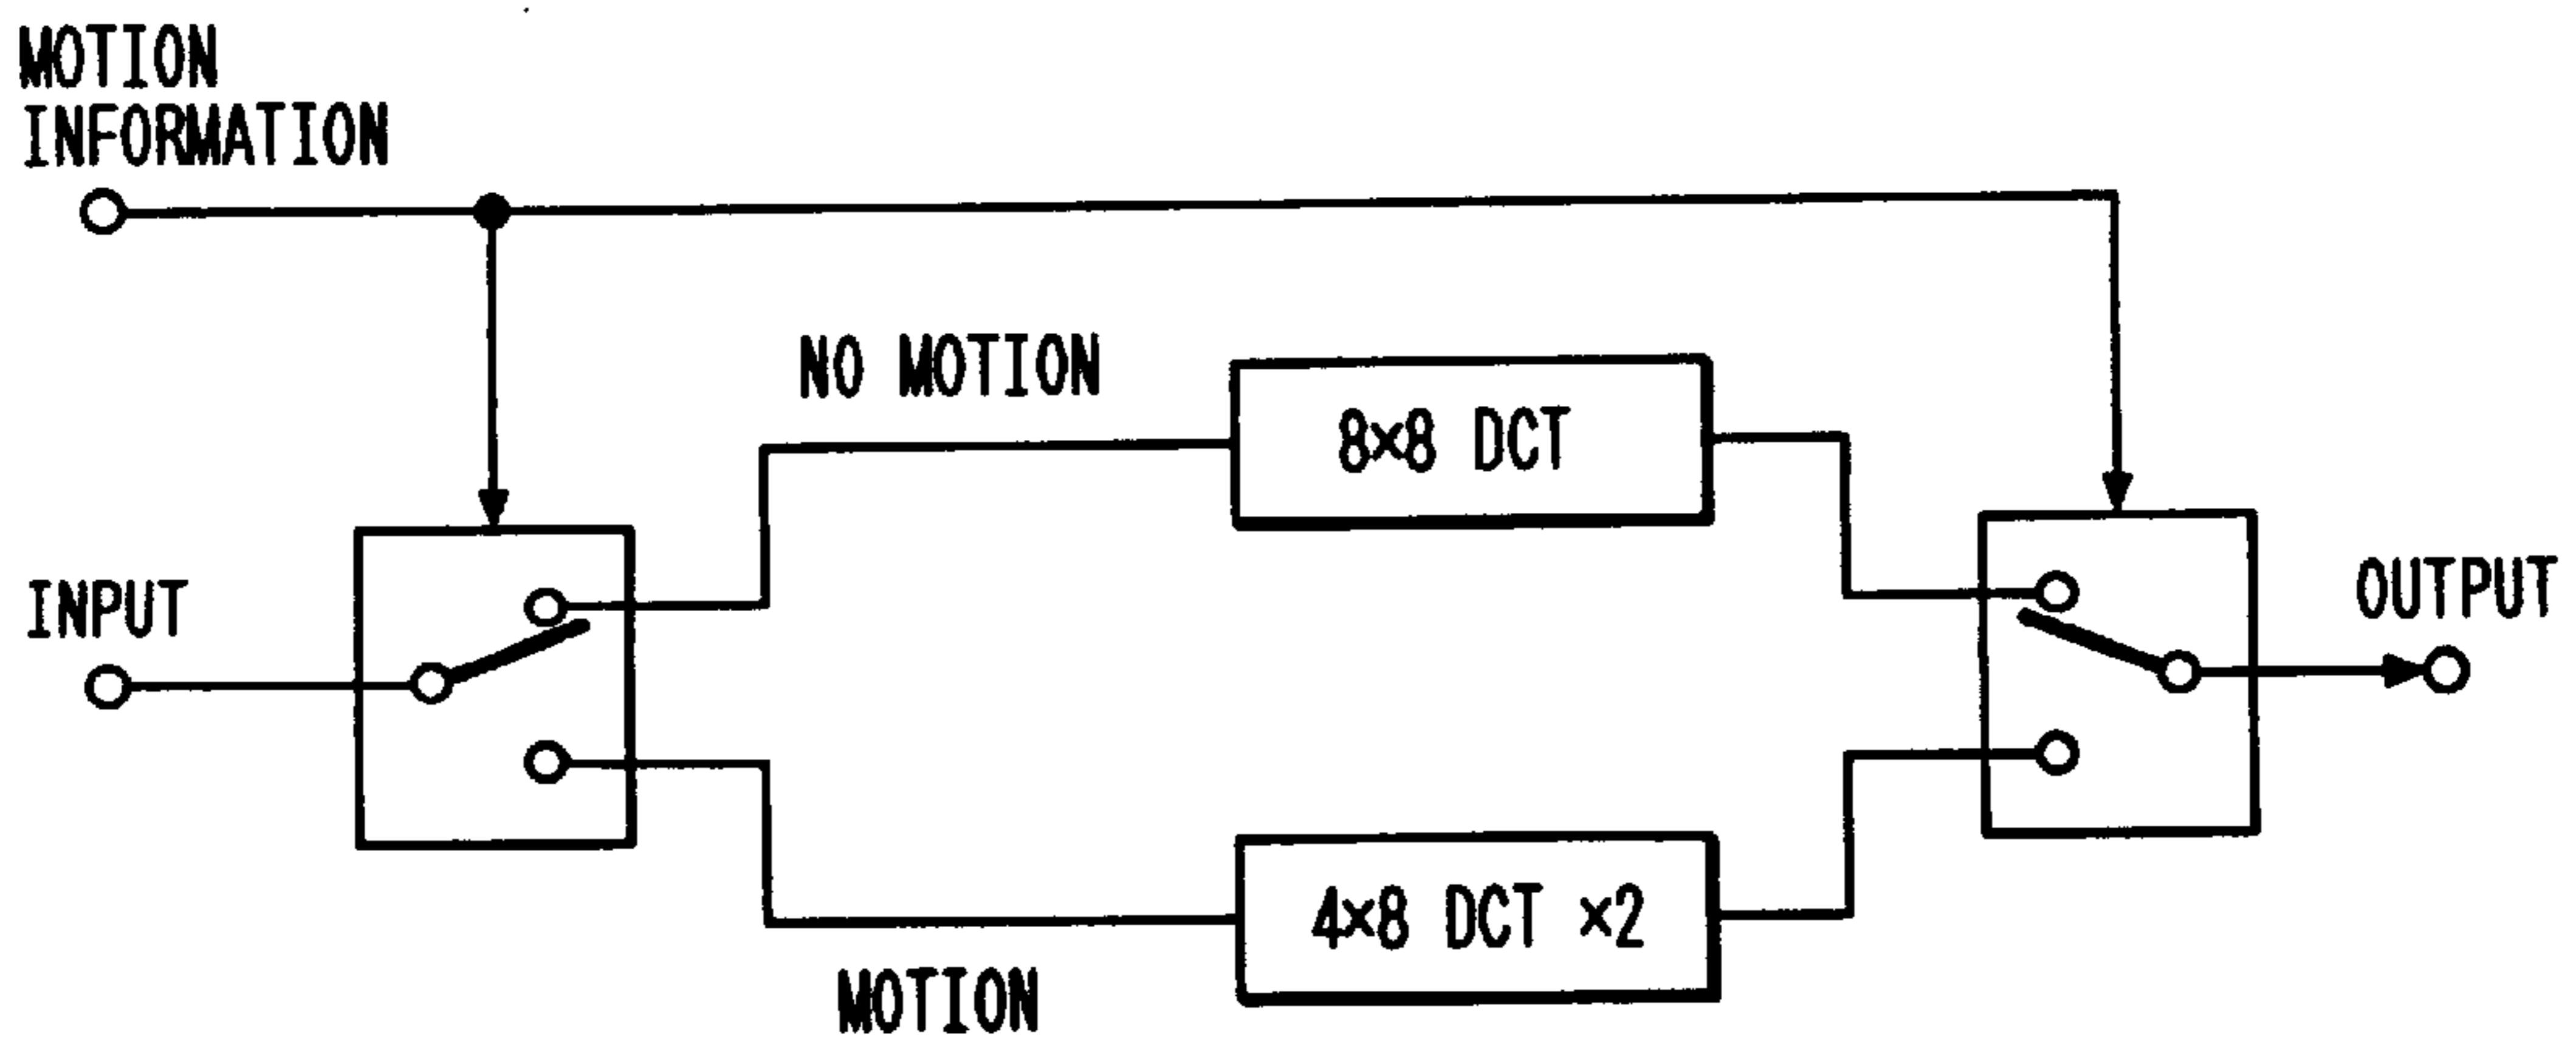 MOTION
INFORMATION
NO MOTION
8×8 DCT
INPUT
OUTPUT
4×8 DCT ×2
MOTION